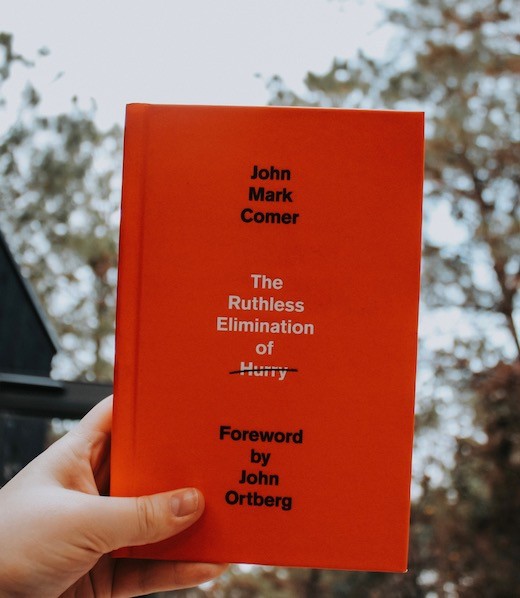 John
Mark
Comer
The
Ruthless
Elimination
of
Hurry
Foreword
by
John
Ortberg